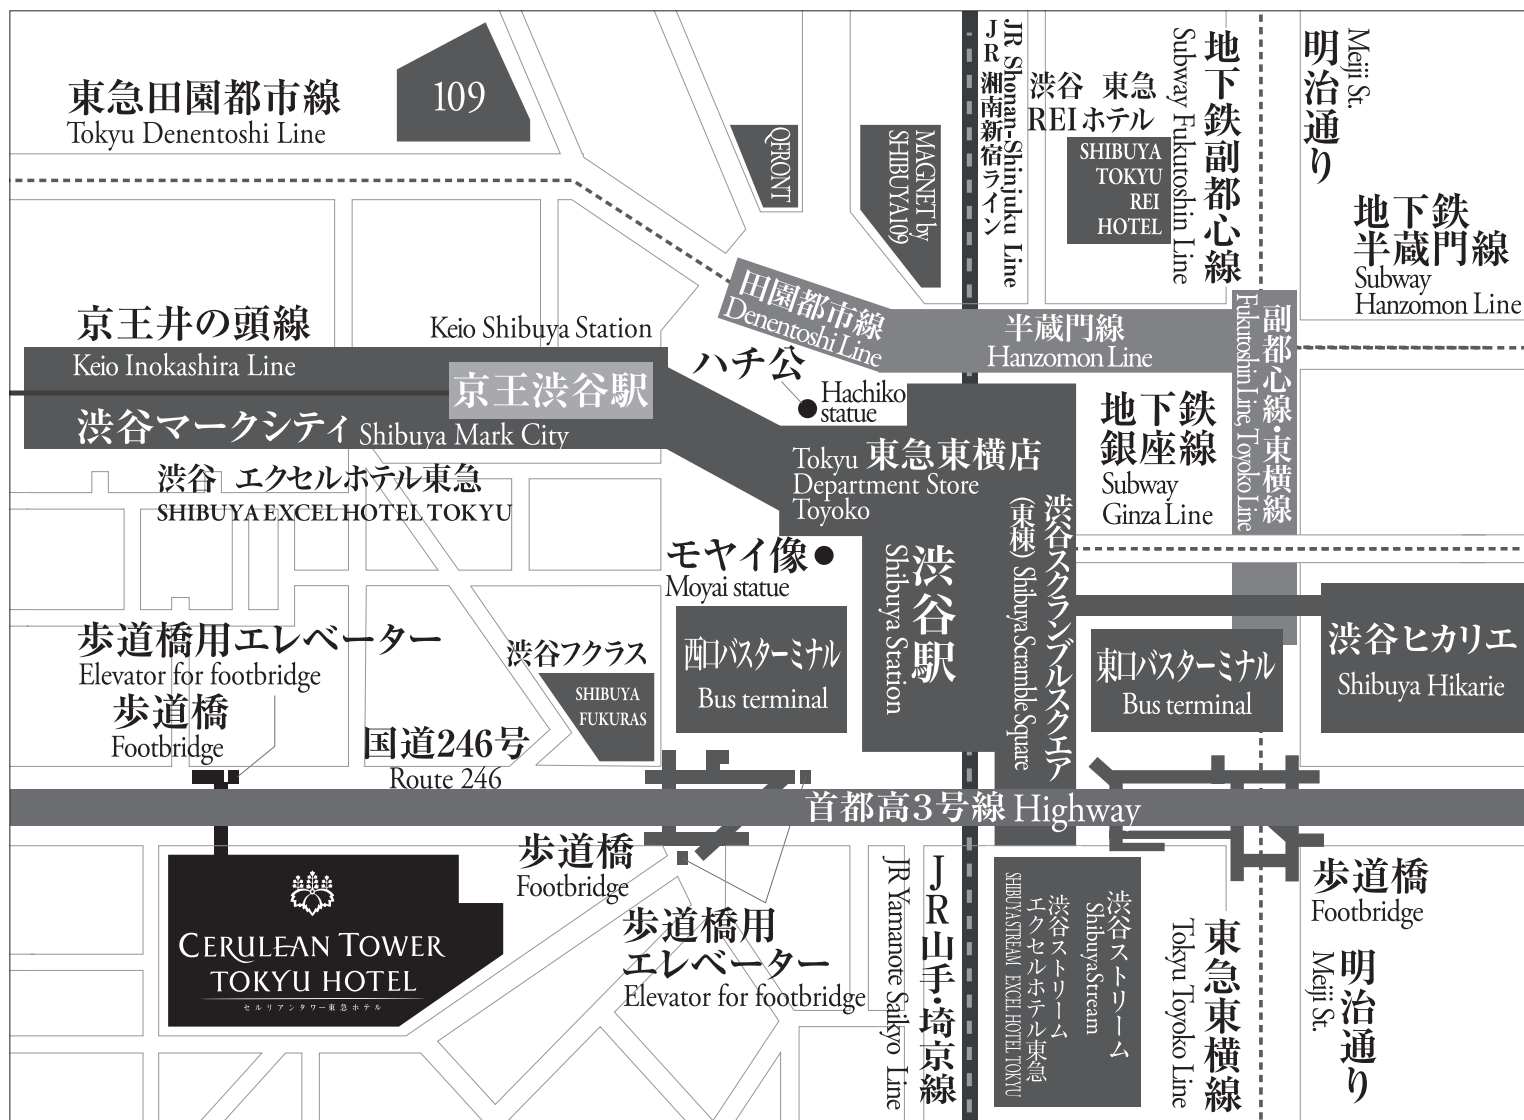 東急田園都市線
Tokyu Denentoshi Line
109
QFRONT
MAGNET by
SHIBUYA109
JR湘南新宿ライン
JR Shonan-Shinjuku Line
渋谷 東急
REIホテル
SHIBUYA
TOKYU
REI
HOTEL
地下鉄副都心線
Subway Fukutoshin Line
明治通り
Meiji St.
地下鉄
半蔵門線
Subway
Hanzomon Line
京王井の頭線
Keio Inokashira Line
Keio Shibuya Station
京王渋谷駅
渋谷マークシティ
Shibuya Mark City
田園都市線
Denentoshi Line
半蔵門線
Hanzomon Line
副都心線・東横線
Fukutoshin Line, Toyoko Line
ハチ公
Hachiko
statue
地下鉄
銀座線
Subway
Ginza Line
Tokyu 東急東横店
Department Store
Toyoko
渋谷 エクセルホテル東急
SHIBUYA EXCEL HOTEL TOKYU
モヤイ像
Moyai statue
渋谷駅
Shibuya Station
渋谷スクランブルスクエア
(東棟) Shibuya Scramble Square
歩道橋用エレベーター
Elevator for footbridge
歩道橋
Footbridge
渋谷フクラス
SHIBUYA
FUKURAS
西口バスターミナル
Bus terminal
東口バスターミナル
Bus terminal
渋谷ヒカリエ
Shibuya Hikarie
国道246号
Route 246
首都高3号線 Highway
CERULEAN TOWER
TOKYU HOTEL
セルリアンタワー東急ホテル
歩道橋
Footbridge
歩道橋用
エレベーター
Elevator for footbridge
JR山手・埼京線
JR Yamanote Saikyo Line
渋谷ストリーム
Shibuya Stream
渋谷ストリーム
エクセルホテル東急
SHIBUYA STREAM EXCEL HOTEL TOKYU
東急東横線
Tokyu Toyoko Line
歩道橋
Footbridge
明治通り
Meiji St.